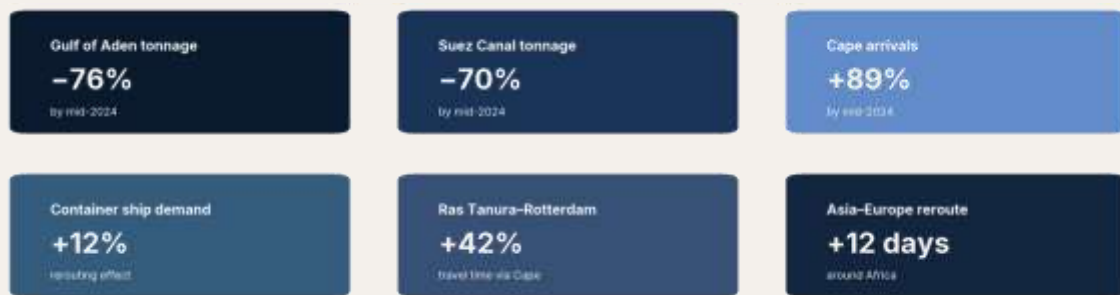 Gulf of Aden tonnage
−76%
by mid-2024
Suez Canal tonnage
−70%
by mid-2024
Cape arrivals
+89%
by mid-2024
Container ship demand
+12%
rerouting effect
Ras Tanura–Rotterdam
+42%
travel time via Cape
Asia–Europe reroute
+12 days
around Africa